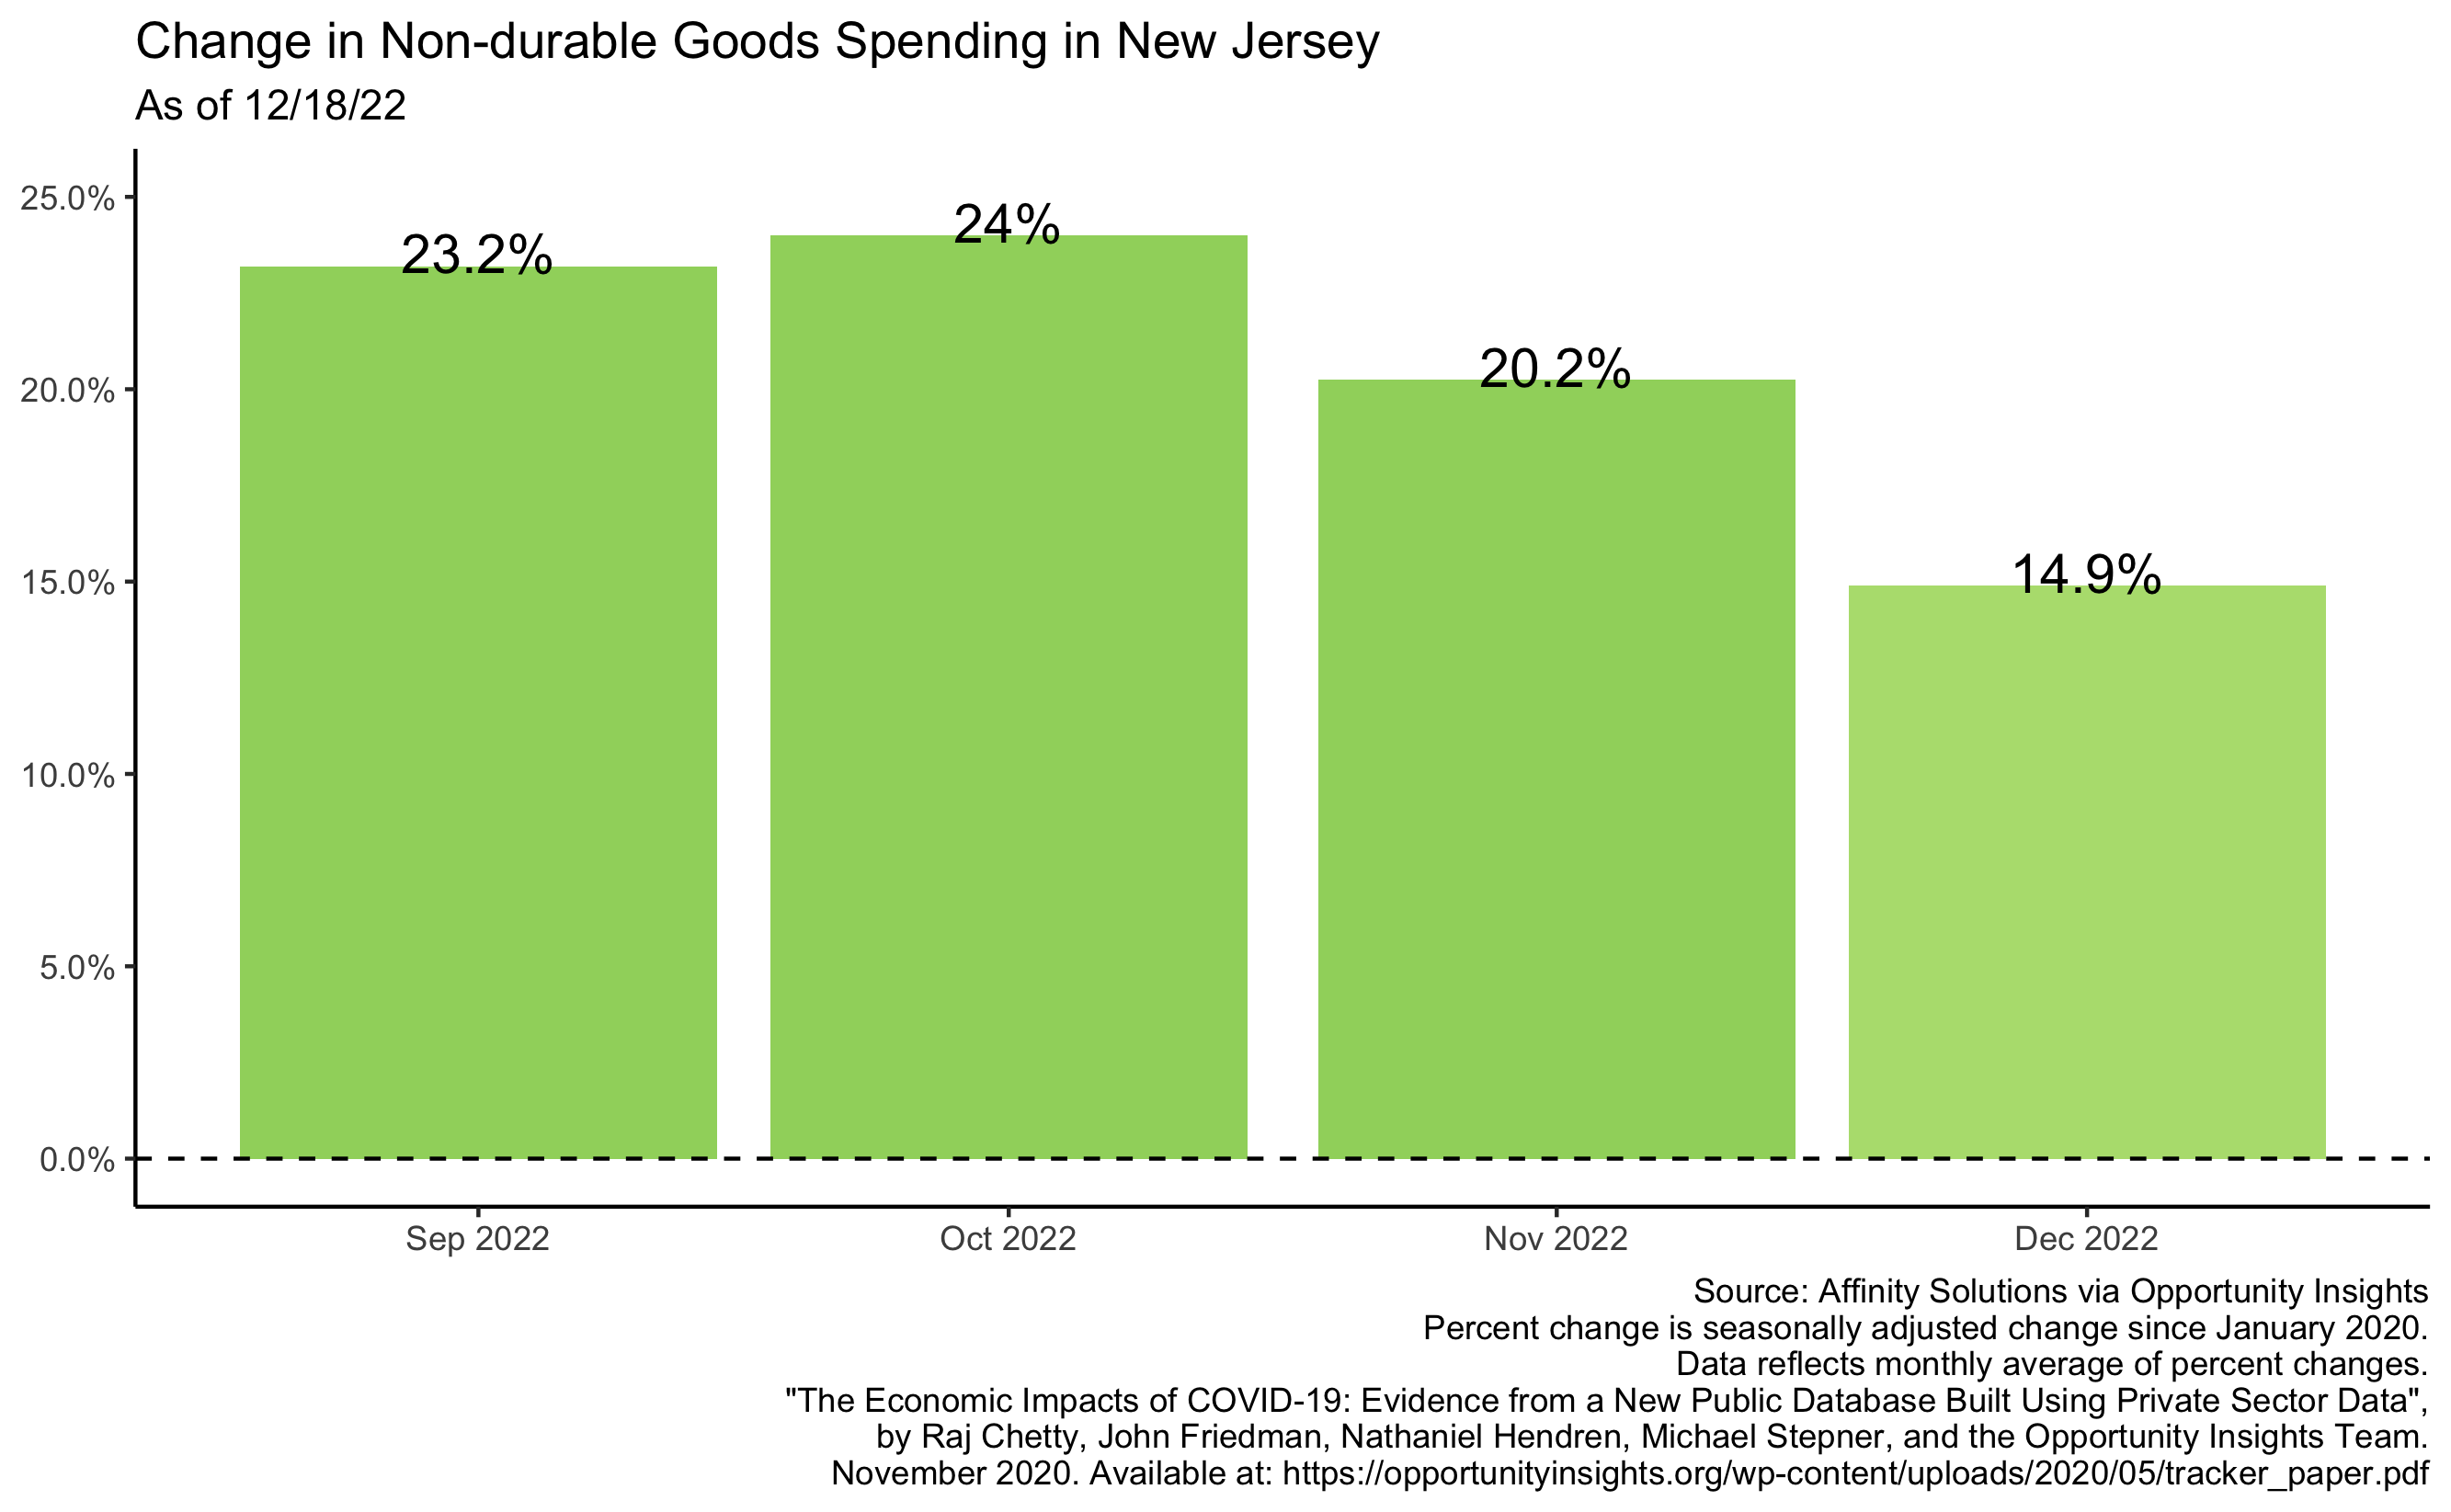 Change in Non-durable Goods Spending in New Jersey
As of 12/18/22
25.0%
20.0%
15.0%
10.0%
5.0%
0.0%
23.2%
24%
20.2%
14.9%
Sep 2022
Oct 2022
Nov 2022
Dec 2022
Source: Affinity Solutions via Opportunity Insights
Percent change is seasonally adjusted change since January 2020.
Data reflects monthly average of percent changes.
"The Economic Impacts of COVID-19: Evidence from a New Public Database Built Using Private Sector Data",
by Raj Chetty, John Friedman, Nathaniel Hendren, Michael Stepner, and the Opportunity Insights Team.
November 2020. Available at: https://opportunityinsights.org/wp-content/uploads/2020/05/tracker_paper.pdf